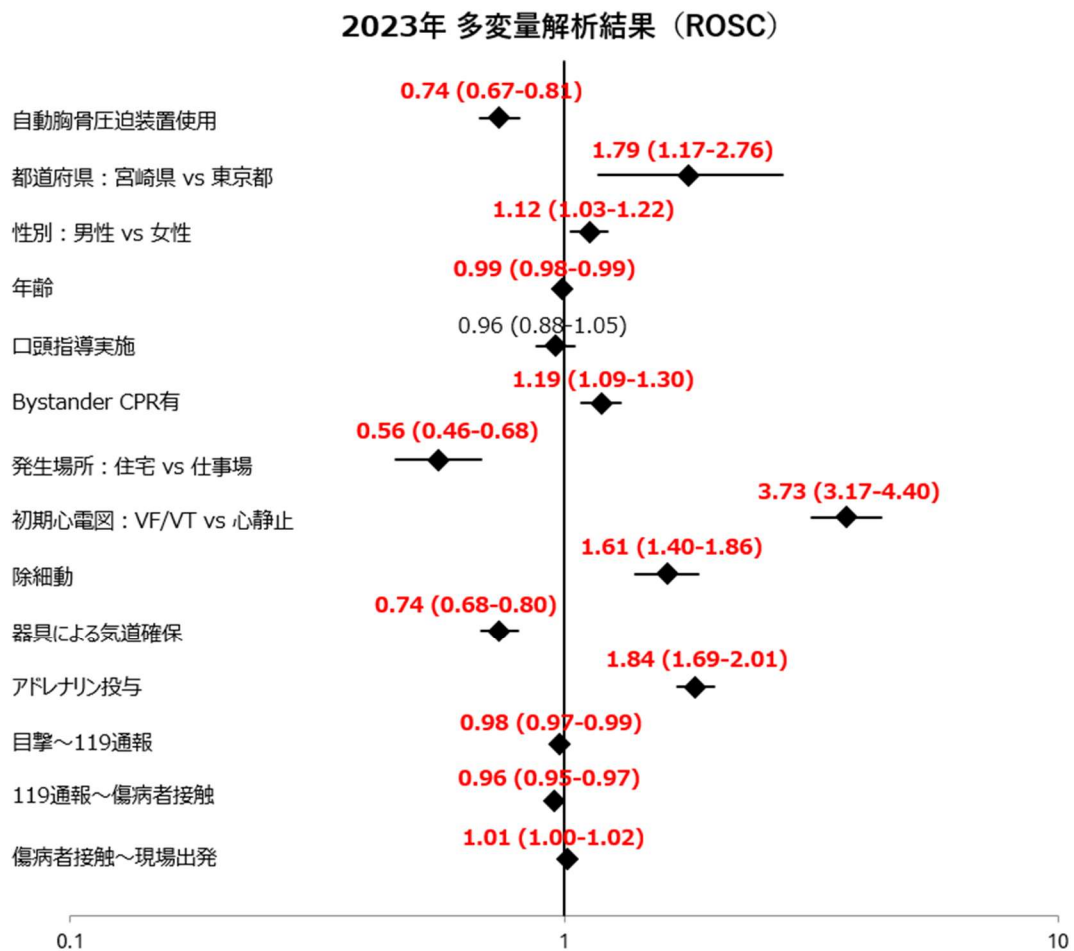 2023年 多変量解析結果（ROSC）
0.74 (0.67-0.81)
自動胸骨圧迫装置使用
1.79 (1.17-2.76)
都道府県：宮崎県 vs 東京都
1.12 (1.03-1.22)
性別：男性 vs 女性
0.99 (0.98-0.99)
年齢
0.96 (0.88-1.05)
口頭指導実施
1.19 (1.09-1.30)
Bystander CPR有
0.56 (0.46-0.68)
発生場所：住宅 vs 仕事場
3.73 (3.17-4.40)
初期心電図：VF/VT vs 心静止
1.61 (1.40-1.86)
除細動
0.74 (0.68-0.80)
器具による気道確保
1.84 (1.69-2.01)
アドレナリン投与
0.98 (0.97-0.99)
目撃～119通報
0.96 (0.95-0.97)
119通報～傷病者接触
1.01 (1.00-1.02)
傷病者接触～現場出発
0.1 1 10